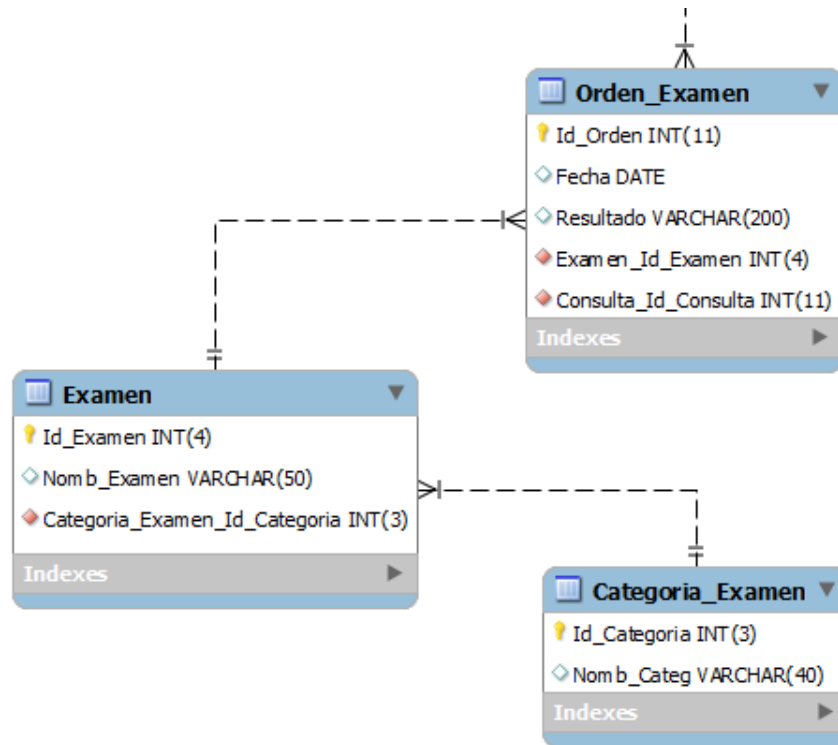 Orden_Examen
Id_Orden INT(11)
Fecha DATE
Resultado VARCHAR(200)
Examen_Id_Examen INT(4)
Consulta_Id_Consulta INT(11)
Indexes
Examen
Id_Examen INT(4)
Nomb_Examen VARCHAR(50)
Categoria_Examen_Id_Categoria INT(3)
Indexes
Categoria_Examen
Id_Categoria INT(3)
Nomb_Categ VARCHAR(40)
Indexes